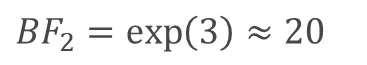 BF₂ = exp(3) ≈ 20